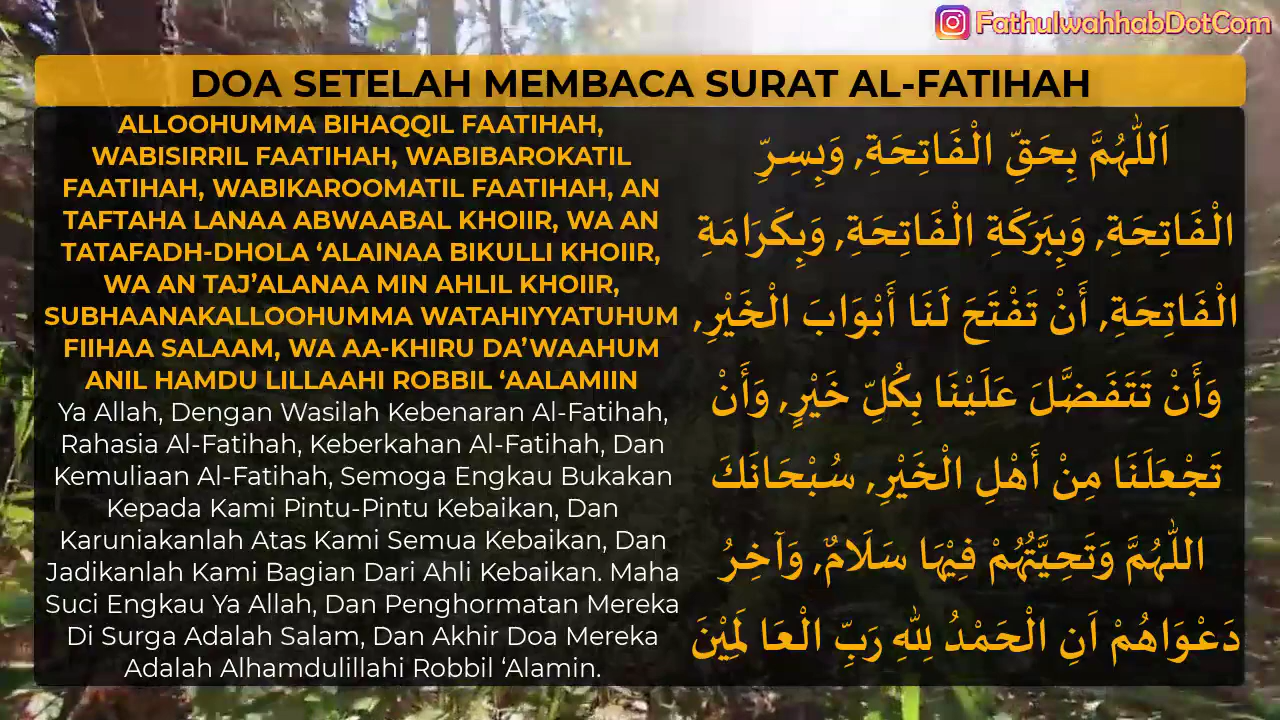 FathulwahhabDotCom
DOA SETELAH MEMBACA SURAT AL-FATIHAH
ALLOOHUMMA BIHAQQIL FAATIHAH,
WABISIRRIL FAATIHAH, WABIBAROKATIL
FAATIHAH, WABIKAROOMATIL FAATIHAH, AN
TAFTAHA LANAA ABWAABAL KHOIIR, WA AN
TATAFADH-DHOLA ‘ALAINAA BIKULLI KHOIIR,
WA AN TAJ’ALANAA MIN AHLIL KHOIIR,
SUBHAANAKALLOOHUMMA WATAHIYYATUHUM
FIIHAA SALAAM, WA AA-KHIRU DA’WAAHUM
ANIL HAMDU LILLAAHI ROBBIL ‘AALAMIIN
Ya Allah, Dengan Wasilah Kebenaran Al-Fatihah,
Rahasia Al-Fatihah, Keberkahan Al-Fatihah, Dan
Kemuliaan Al-Fatihah, Semoga Engkau Bukakan
Kepada Kami Pintu-Pintu Kebaikan, Dan
Karuniakanlah Atas Kami Semua Kebaikan, Dan
Jadikanlah Kami Bagian Dari Ahli Kebaikan. Maha
Suci Engkau Ya Allah, Dan Penghormatan Mereka
Di Surga Adalah Salam, Dan Akhir Doa Mereka
Adalah Alhamdulillahi Robbil ‘Alamin.
اَللّٰهُمَّ بِحَقِّ الْفَاتِحَةِ, وَبِسِرِّ
الْفَاتِحَةِ, وَبِبَرَكَةِ الْفَاتِحَةِ, وَبِكَرَامَةِ
الْفَاتِحَةِ, أَنْ تَفْتَحَ لَنَا أَبْوَابَ الْخَيْرِ,
وَأَنْ تَتَفَضَّلَ عَلَيْنَا بِكُلِّ خَيْرٍ, وَأَنْ
تَجْعَلَنَا مِنْ أَهْلِ الْخَيْرِ, سُبْحَانَكَ
اللّٰهُمَّ وَتَحِيَّتُهُمْ فِيْهَا سَلَامٌ, وَآخِرُ
دَعْوَاهُمْ اَنِ الْحَمْدُ لِلّٰهِ رَبِّ الْعَا لَمِيْنَ